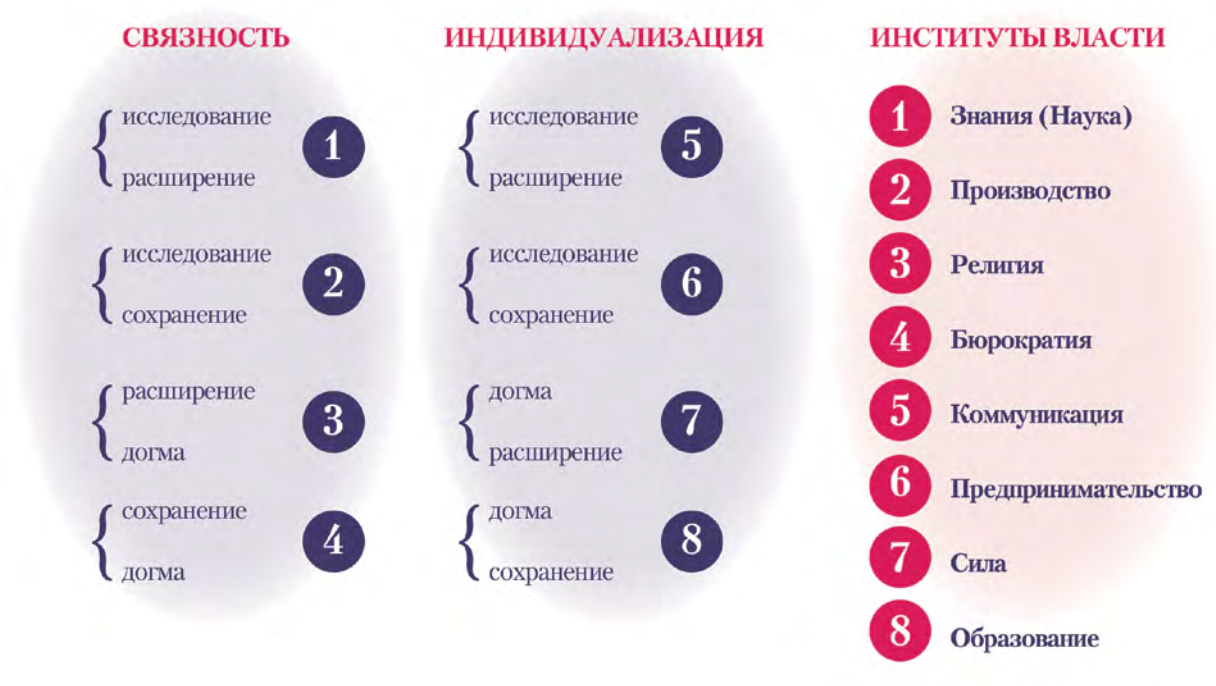 СВЯЗНОСТЬ
исследование
расширение
1
исследование
сохранение
2
расширение
догма
3
сохранение
догма
4
ИНДИВИДУАЛИЗАЦИЯ
исследование
расширение
5
исследование
сохранение
6
догма
расширение
7
догма
сохранение
8
ИНСТИТУТЫ ВЛАСТИ
1 Знания (Наука)
2 Производство
3 Религия
4 Бюрократия
5 Коммуникация
6 Предпринимательство
7 Сила
8 Образование